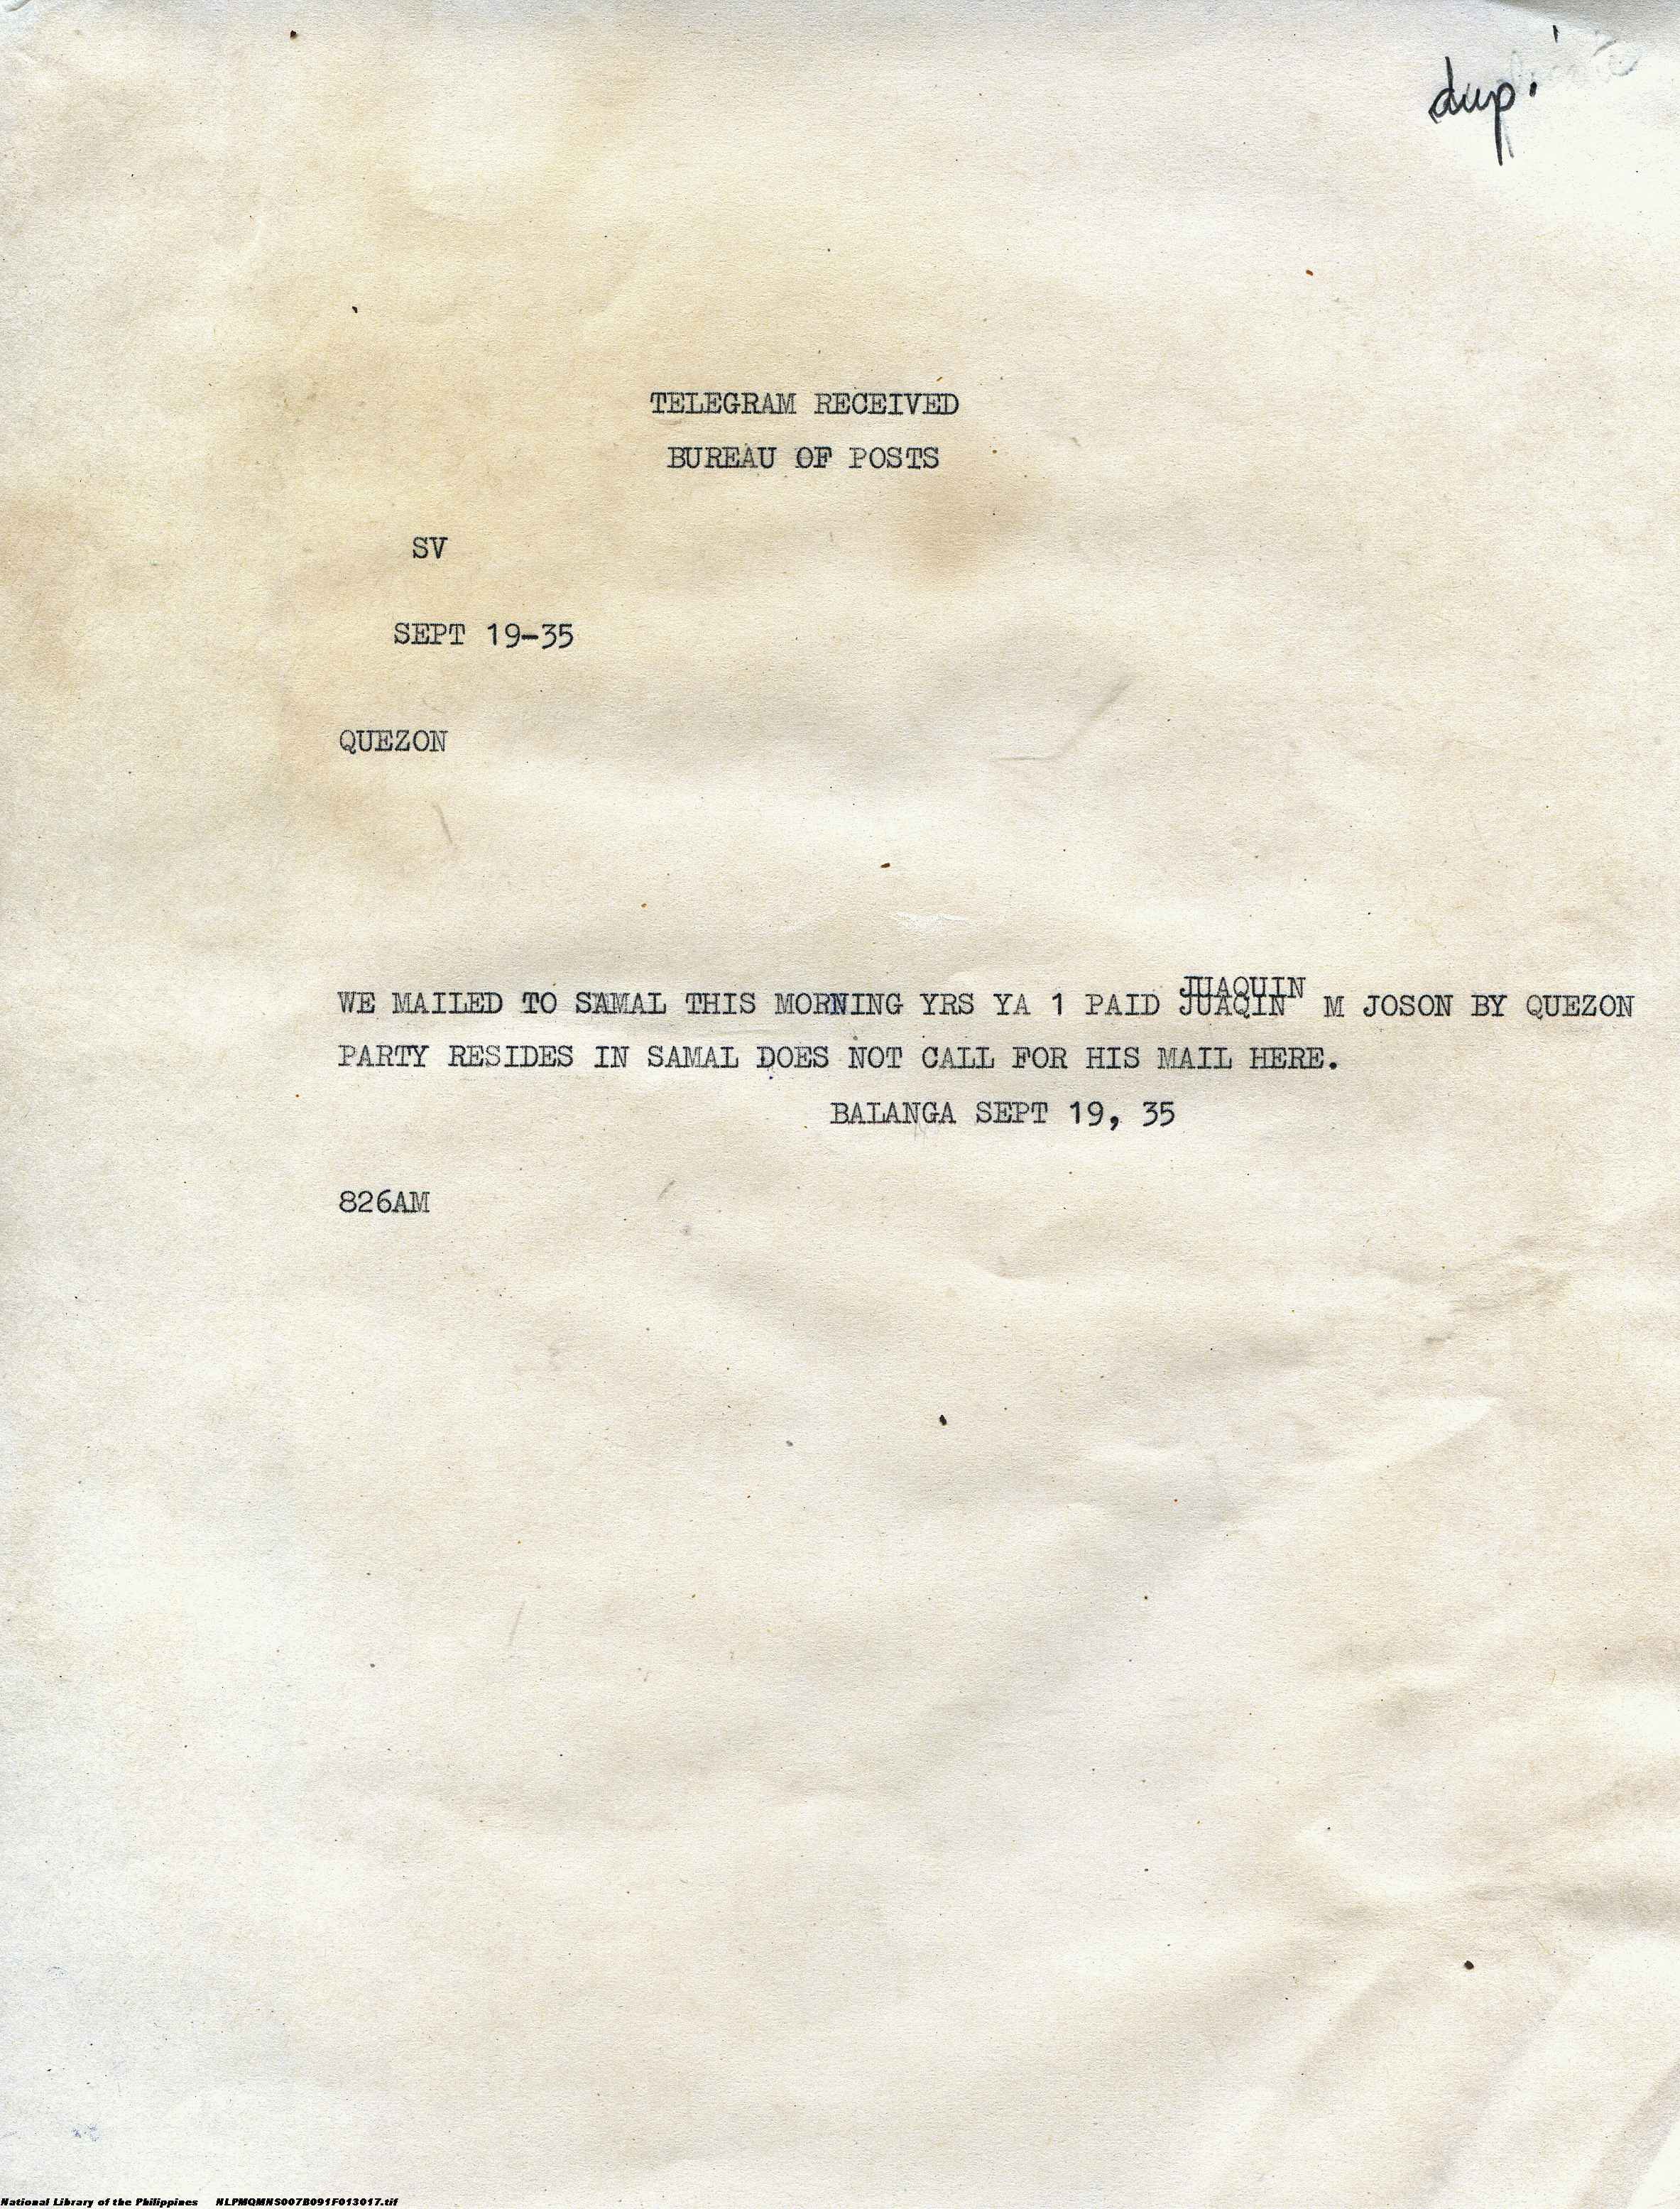 dup.
TELEGRAM RECEIVED
BUREAU OF POSTS
SV
SEPT 19-35
QUEZON
JUAQUIN
WE MAILED TO SAMAL THIS MORNING YRS YA 1 PAID JUAQIN M JOSON BY QUEZON
PARTY RESIDES IN SAMAL DOES NOT CALL FOR HIS MAIL HERE.
BALANGA SEPT 19, 35
826AM
National Library of the Philippines NLPMQMNS007B091F013017.tif